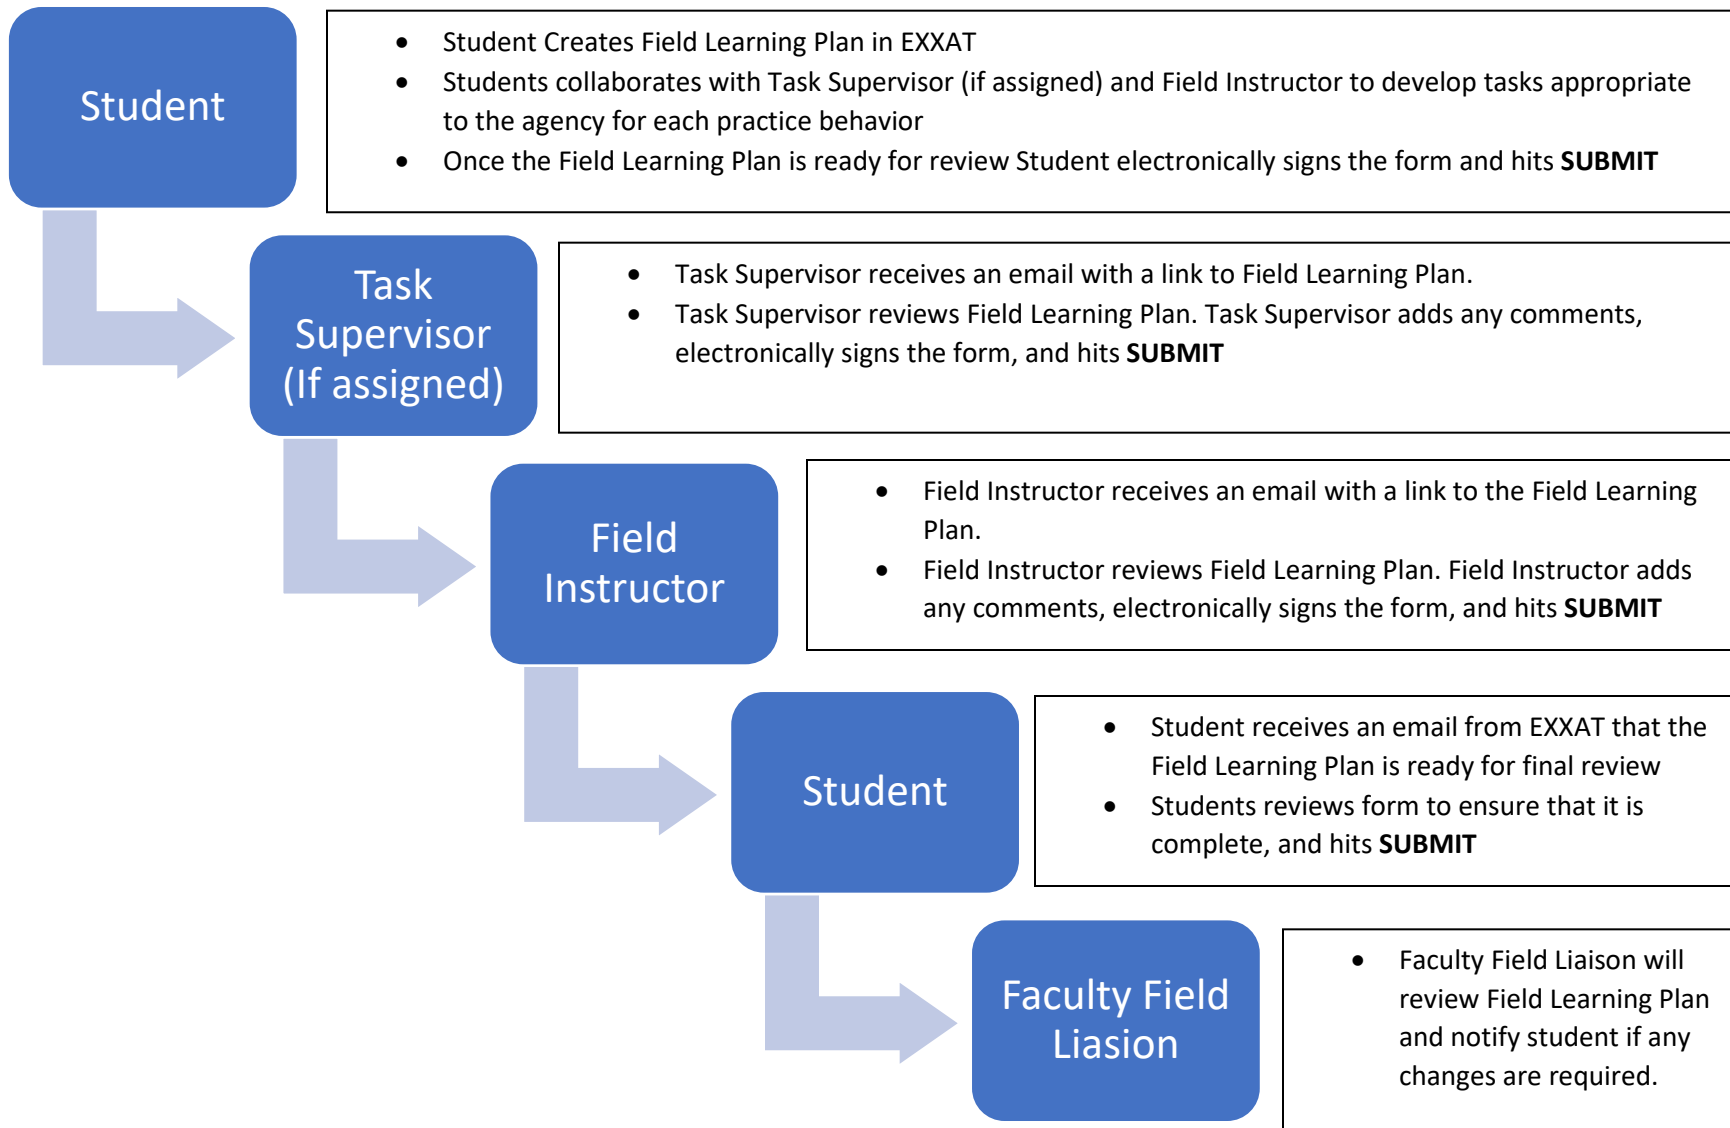 Student
• Student Creates Field Learning Plan in EXXAT
• Students collaborates with Task Supervisor (if assigned) and Field Instructor to develop tasks appropriate
to the agency for each practice behavior
• Once the Field Learning Plan is ready for review Student electronically signs the form and hits SUBMIT
Task
Supervisor
(If assigned)
• Task Supervisor receives an email with a link to Field Learning Plan.
• Task Supervisor reviews Field Learning Plan. Task Supervisor adds any comments,
electronically signs the form, and hits SUBMIT
Field
Instructor
• Field Instructor receives an email with a link to the Field Learning
Plan.
• Field Instructor reviews Field Learning Plan. Field Instructor adds
any comments, electronically signs the form, and hits SUBMIT
Student
• Student receives an email from EXXAT that the
Field Learning Plan is ready for final review
• Students reviews form to ensure that it is
complete, and hits SUBMIT
Faculty Field
Liasion
• Faculty Field Liaison will
review Field Learning Plan
and notify student if any
changes are required.